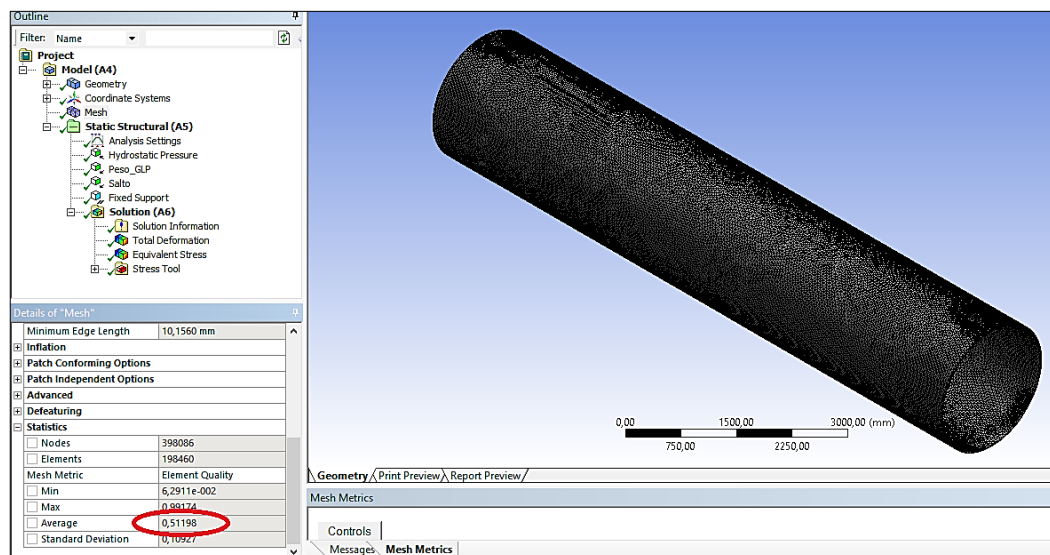 Outline
Filter: Name
Project
Model (A4)
Geometry
Coordinate Systems
Mesh
Static Structural (A5)
Analysis Settings
Hydrostatic Pressure
Peso_GLP
Salto
Fixed Support
Solution (A6)
Solution Information
Total Deformation
Equivalent Stress
Stress Tool
Details of "Mesh"
Minimum Edge Length 10,1560 mm
Inflation
Patch Conforming Options
Patch Independent Options
Advanced
Defeaturing
Statistics
Nodes 398086
Elements 198460
Mesh Metric Element Quality
Min 6,2911e-002
Max 0,99174
Average 0,51198
Standard Deviation 0,10927
0,00 1500,00 3000,00 (mm)
750,00 2250,00
Geometry Print Preview Report Preview
Mesh Metrics
Controls
Messages Mesh Metrics